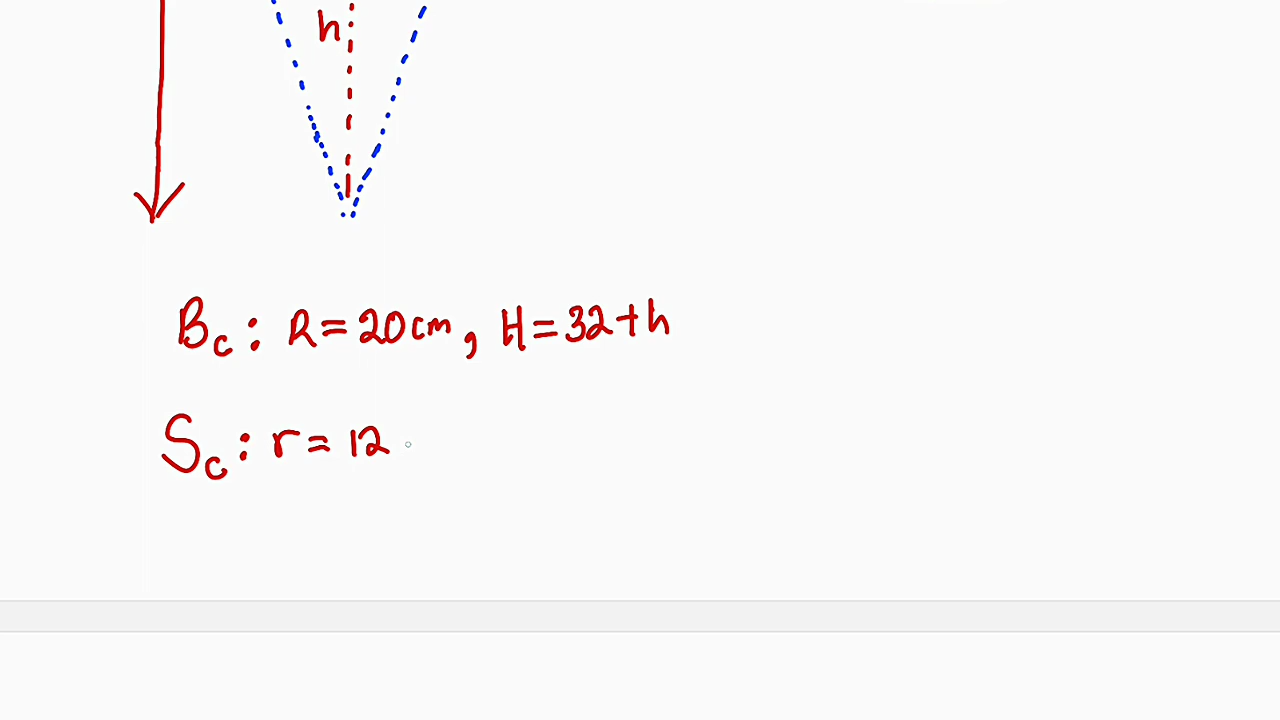 h
Bc: R = 20cm, H = 32 + h
Sc: r = 12